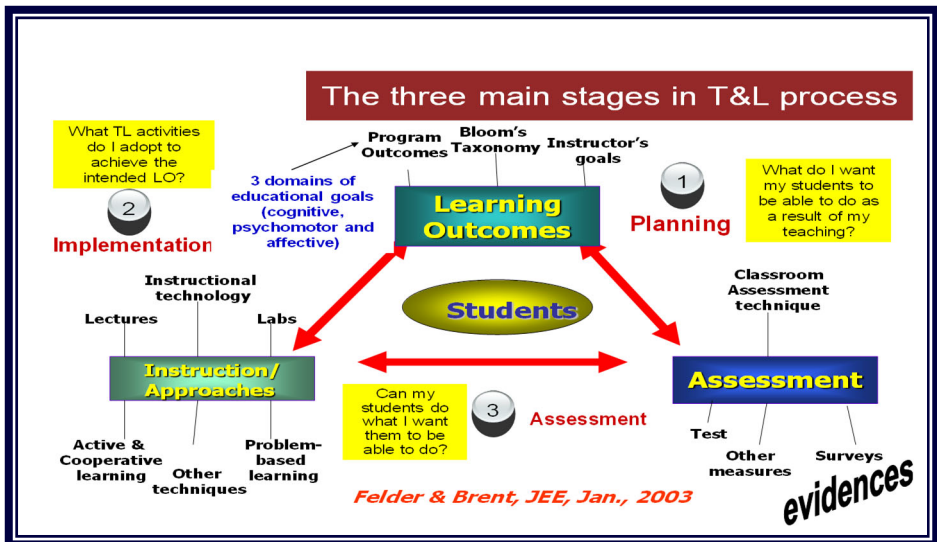 The three main stages in T&L process
What TL activities
do I adopt to
achieve the
intended LO?
2
Implementation
3 domains of
educational goals
(cognitive,
psychomotor and
affective)
Program
Outcomes
Bloom's
Taxonomy
Instructor's
goals
Learning
Outcomes
1
Planning
What do I want
my students to
be able to do as
a result of my
teaching?
Students
Instructional
technology
Lectures
Labs
Instruction/
Approaches
Active &
Cooperative
learning
Other
techniques
Problem-
based
learning
Can my
students do
what I want
them to be
able to do?
3
Assessment
Classroom
Assessment
technique
Assessment
Test
Other
measures
Surveys
evidences
Felder & Brent, JEE, Jan., 2003